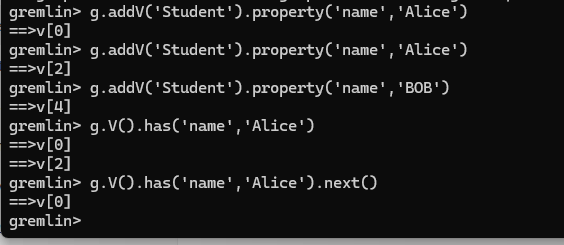 gremlin> g.addV('Student').property('name','Alice')
==>v[0]
gremlin> g.addV('Student').property('name','Alice')
==>v[2]
gremlin> g.addV('Student').property('name','BOB')
==>v[4]
gremlin> g.V().has('name','Alice')
==>v[0]
==>v[2]
gremlin> g.V().has('name','Alice').next()
==>v[0]
gremlin>